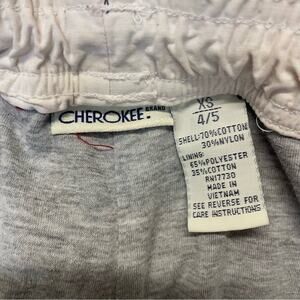 CHEROKEE BRAND
XS
4/5
SHELL:70%COTTON
30%NYLON
LINING:
65%POLYESTER
35%COTTON
RN17730
MADE IN
VIETNAM
SEE REVERSE FOR
CARE INSTRUCTIONS